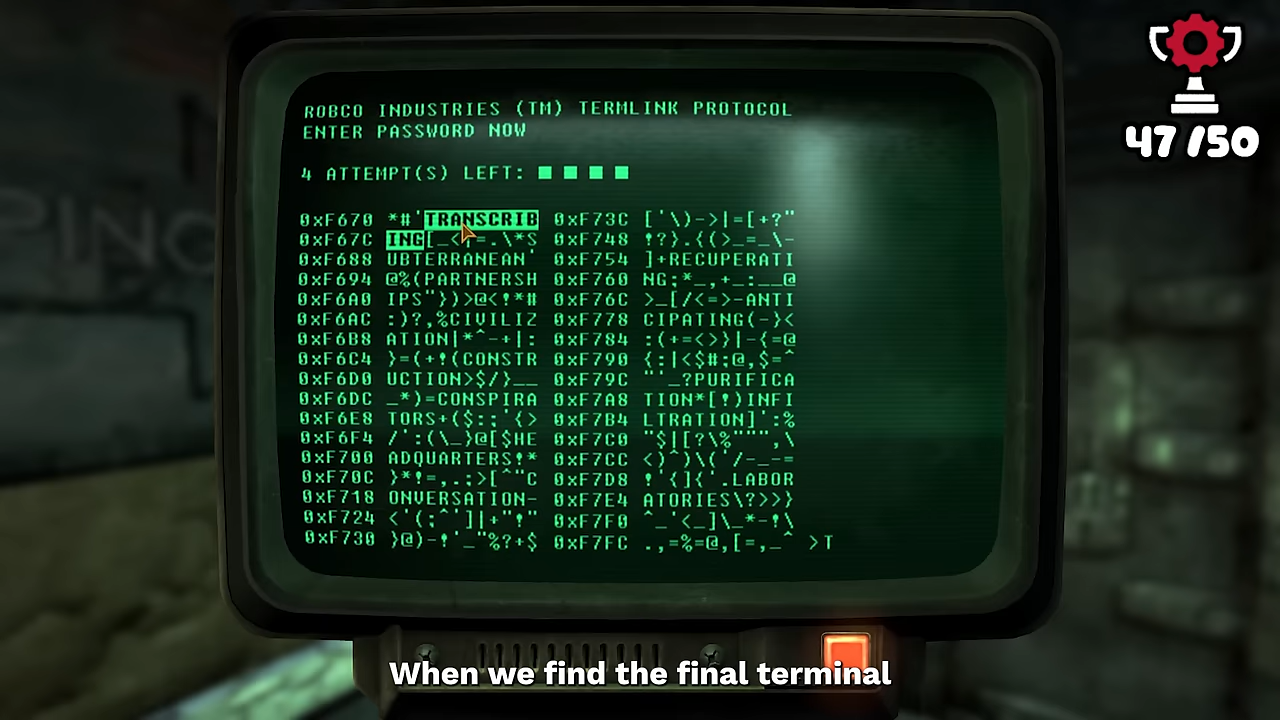 ROBCO INDUSTRIES (TM) TERMLINK PROTOCOL
ENTER PASSWORD NOW
47/50
4 ATTEMPT(S) LEFT:
0xF670 *#'TRANSCRIB 0xF73C ['\)->|=[+?"
0xF67C ING[_<|=.\*S 0xF748 !?}.{(>_=_\-
0xF688 UBTERRANEAN' 0xF754 ]+RECUPERATI
0xF694 @%(PARTNERSH 0xF760 NG;*_,+_:__@
0xF6A0 IPS"})>@<!*# 0xF76C >_[/<=>-ANTI
0xF6AC :)?,%CIVILIZ 0xF778 CIPATING(-}<
0xF6B8 ATION|*^-+|: 0xF784 :(+=<>}|-{=@
0xF6C4 }=(+!(CONSTR 0xF790 {:|<$#;@,$=^
0xF6D0 UCTION>$/}__ 0xF79C "'_?PURIFICA
0xF6DC _*)=CONSPIRA 0xF7A8 TION*[!)INFI
0xF6E8 TORS+($:;'{> 0xF7B4 LTRATION]':%
0xF6F4 /':(\_}@[$HE 0xF7C0 "$|[?\%""",\
0xF700 ADQUARTERS!* 0xF7CC <)^)\('/-_-=
0xF70C }*!=,.;>[^"C 0xF7D8 !'{]{'.LABOR
0xF718 ONVERSATION- 0xF7E4 ATORIES\?>>}
0xF724 <'(;^']|+"!" 0xF7F0 ^_'<_]\_*-!\
0xF730 }@)-!'_"%?+$ 0xF7FC .,=%=@,[=,_^ >T
When we find the final terminal